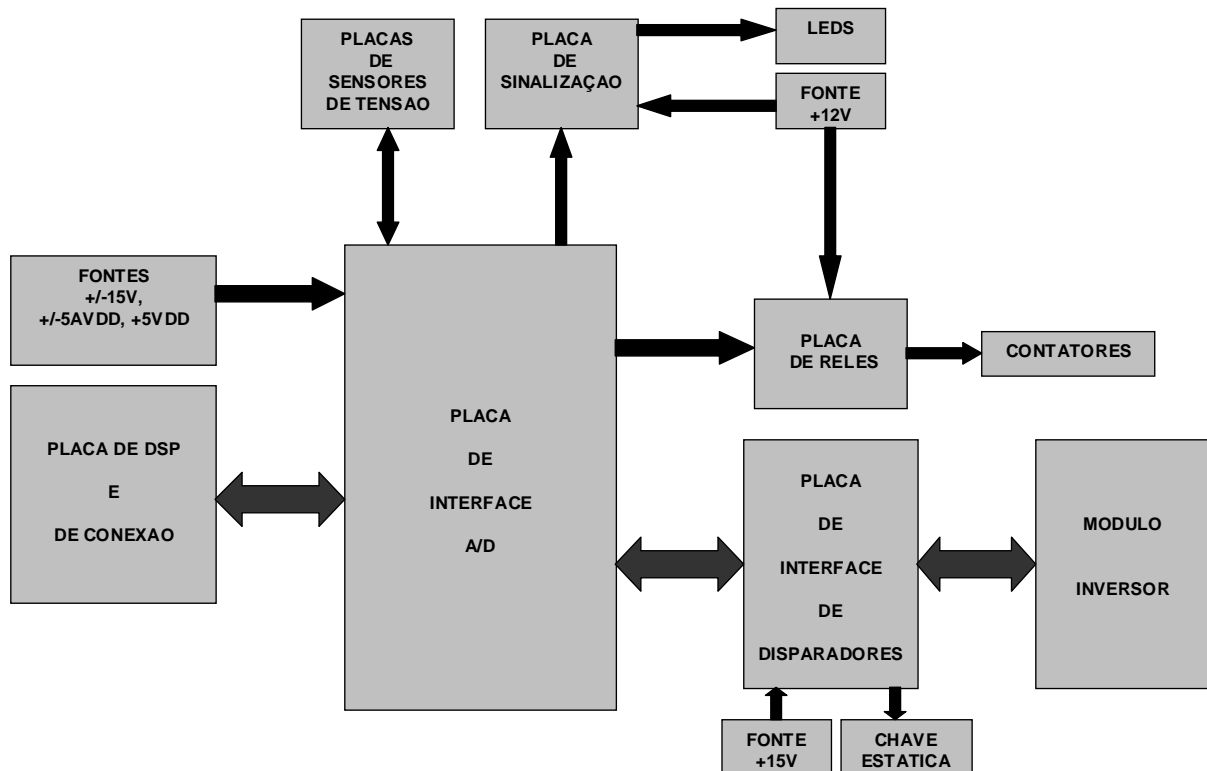 PLACAS
DE
SENSORES
DE TENSAO
PLACA
DE
SINALIZAÇAO
LEDS
FONTE
+12V
FONTES
+/-15V,
+/-5AVDD, +5VDD
PLACA
DE RELES
CONTATORES
PLACA DE DSP
E
DE CONEXAO
PLACA
DE
INTERFACE
A/D
PLACA
DE
INTERFACE
DE
DISPARADORES
MODULO
INVERSOR
FONTE
+15V
CHAVE
ESTATICA